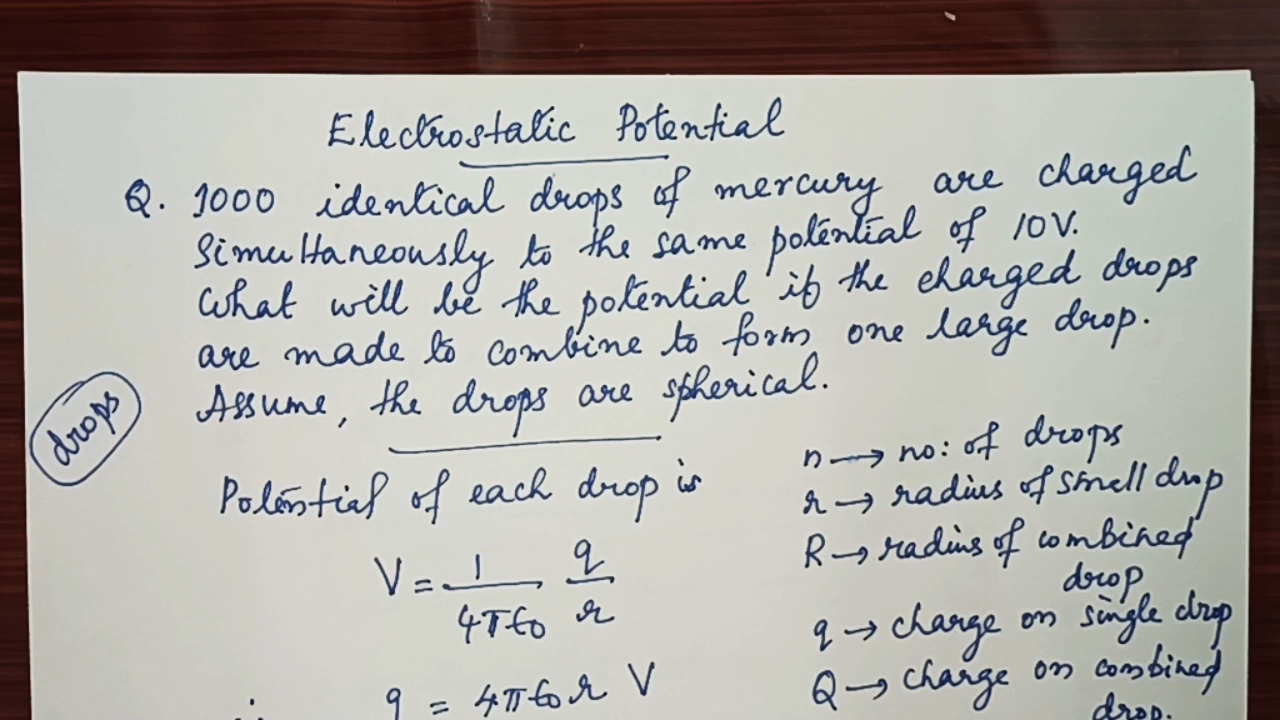 Electrostatic Potential
Q. 1000 identical drops of mercury are charged
Simultaneously to the same potential of 10V.
What will be the potential if the charged drops
are made to combine to form one large drop.
Assume, the drops are spherical.
drops
Potential of each drop is
V = 1/4πϵ0 q/r
q = 4πϵ0 r V
n → no: of drops
r → radius of small drop
R → radius of combined
drop
q → charge on single drop
Q → charge on combined
drop.